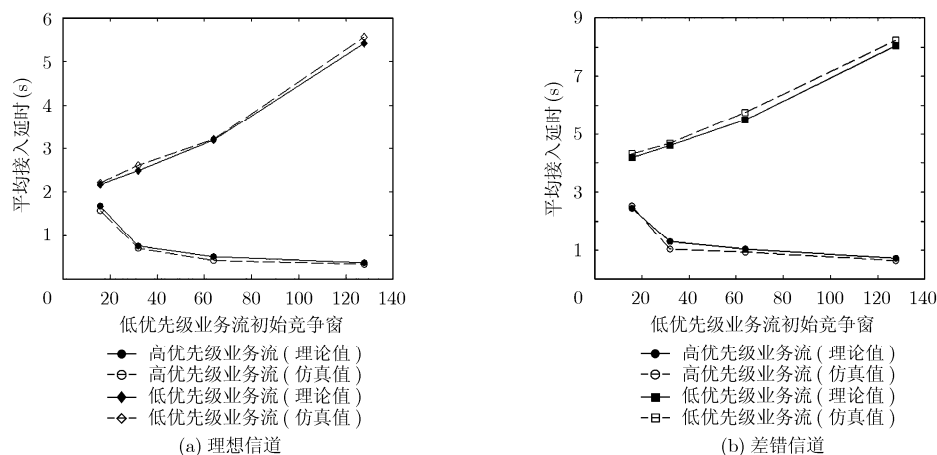 6
5
4
3
2
1
0
20
40
60
80
100
120
140
平均接入延时(s)
低优先级业务流初始竞争窗
高优先级业务流(理论值)
高优先级业务流(仿真值)
低优先级业务流(理论值)
低优先级业务流(仿真值)
(a) 理想信道
9
7
5
3
1
0
20
40
60
80
100
120
140
平均接入延时(s)
低优先级业务流初始竞争窗
高优先级业务流(理论值)
高优先级业务流(仿真值)
低优先级业务流(理论值)
低优先级业务流(仿真值)
(b) 差错信道